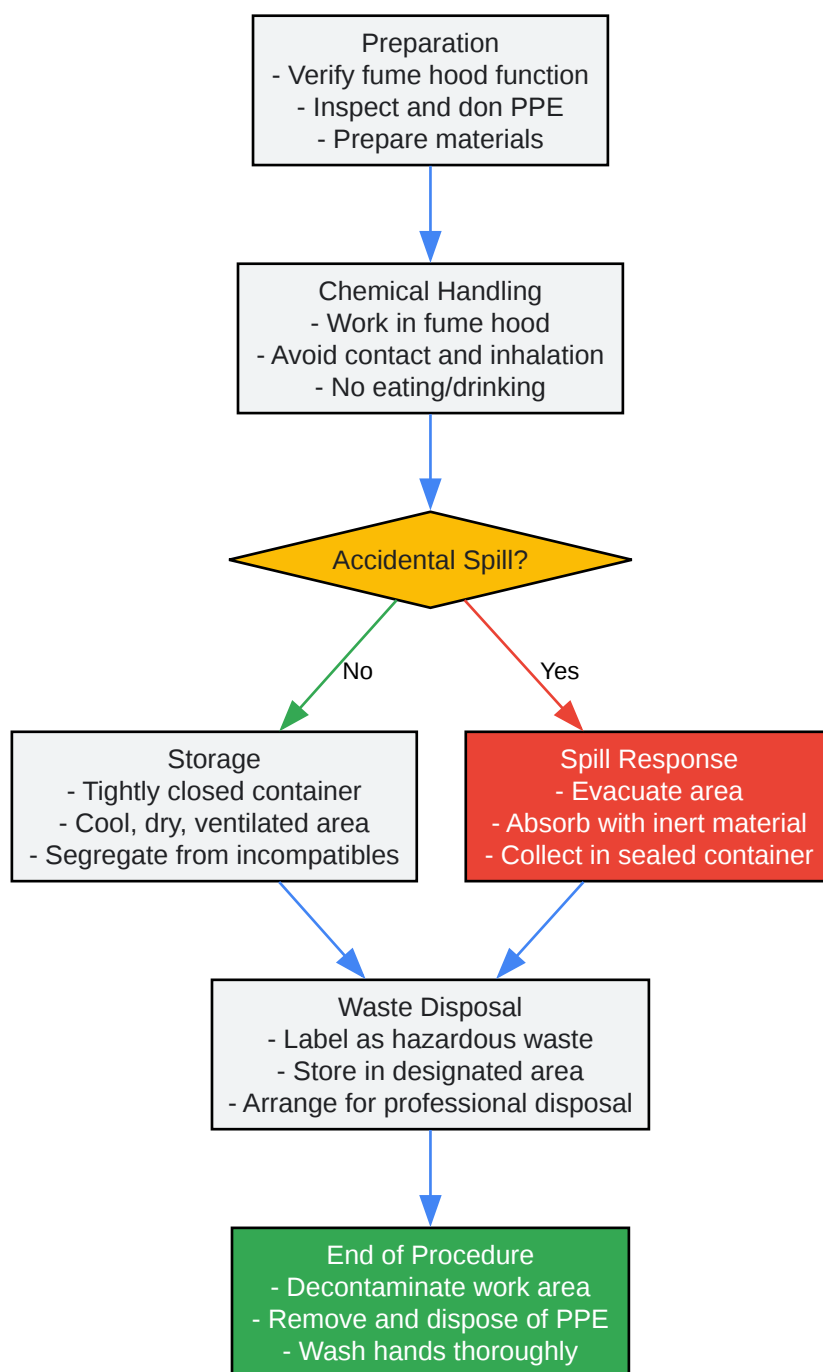 Preparation
- Verify fume hood function
- Inspect and don PPE
- Prepare materials
Chemical Handling
- Work in fume hood
- Avoid contact and inhalation
- No eating/drinking
Accidental Spill?
No
Yes
Storage
- Tightly closed container
- Cool, dry, ventilated area
- Segregate from incompatibles
Spill Response
- Evacuate area
- Absorb with inert material
- Collect in sealed container
Waste Disposal
- Label as hazardous waste
- Store in designated area
- Arrange for professional disposal
End of Procedure
- Decontaminate work area
- Remove and dispose of PPE
- Wash hands thoroughly